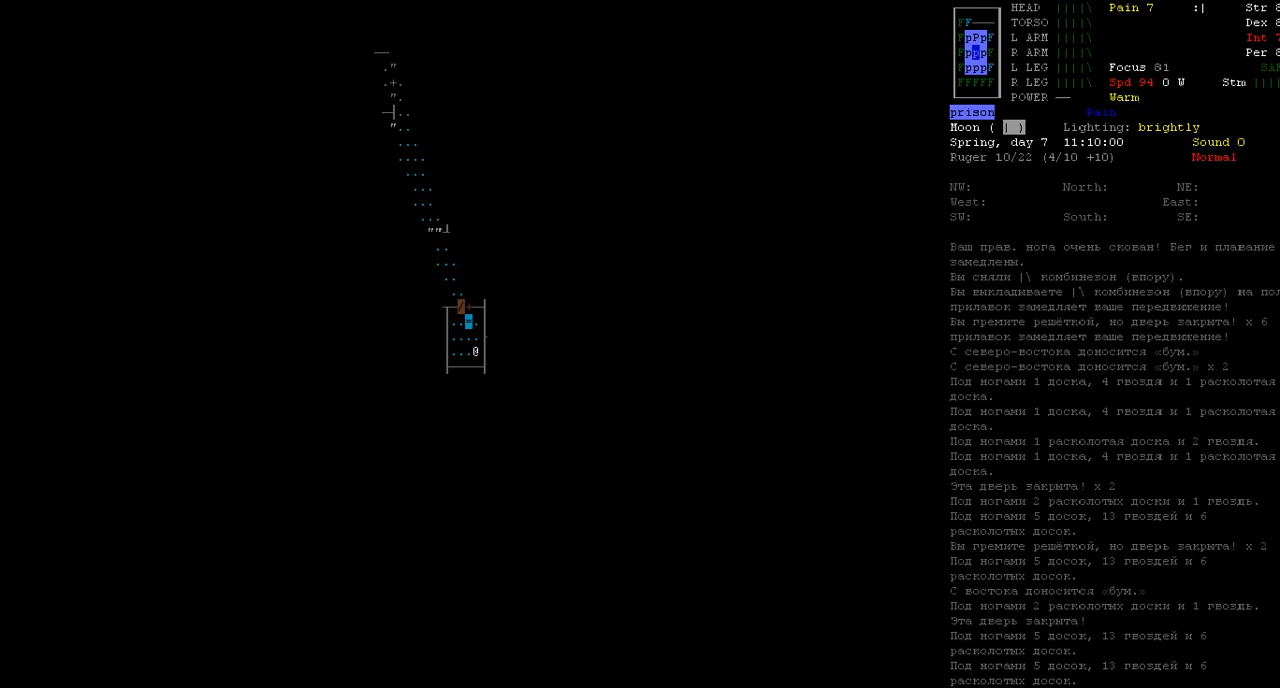 HEAD ||||\ Pain 7 :| Str 8
TORSO ||||\ Dex 8
L ARM ||||\ Int 7
R ARM ||||\ Per 8
L LEG ||||\ Focus 81
R LEG ||||\ Spd 94 0 W Stm ||||
POWER — Warm
prison Pain
Moon ( | ) Lighting: brightly
Spring, day 7 11:10:00 Sound 0
Ruger 10/22 (4/10 +10) Normal
NW: North: NE:
West: East:
SW: South: SE:
Ваш прав. нога очень скован! Бег и плавание
замедлены.
Вы сняли |\ комбинезон (впору).
Вы выкладываете |\ комбинезон (впору) на пол
прилавок замедляет ваше передвижение!
Вы гремите решёткой, но дверь закрыта! x 6
прилавок замедляет ваше передвижение!
С северо-востока доносится «бум.»
С северо-востока доносится «бум.» x 2
Под ногами 1 доска, 4 гвоздя и 1 расколотая
доска.
Под ногами 1 доска, 4 гвоздя и 1 расколотая
доска.
Под ногами 1 расколотая доска и 2 гвоздя.
Под ногами 1 доска, 4 гвоздя и 1 расколотая
доска.
Эта дверь закрыта! x 2
Под ногами 2 расколотых доски и 1 гвоздь.
Под ногами 5 досок, 13 гвоздей и 6
расколотых досок.
Вы гремите решёткой, но дверь закрыта! x 2
Под ногами 5 досок, 13 гвоздей и 6
расколотых досок.
С востока доносится «бум.»
Под ногами 2 расколотых доски и 1 гвоздь.
Эта дверь закрыта!
Под ногами 5 досок, 13 гвоздей и 6
расколотых досок.
Под ногами 5 досок, 13 гвоздей и 6
расколотых досок.